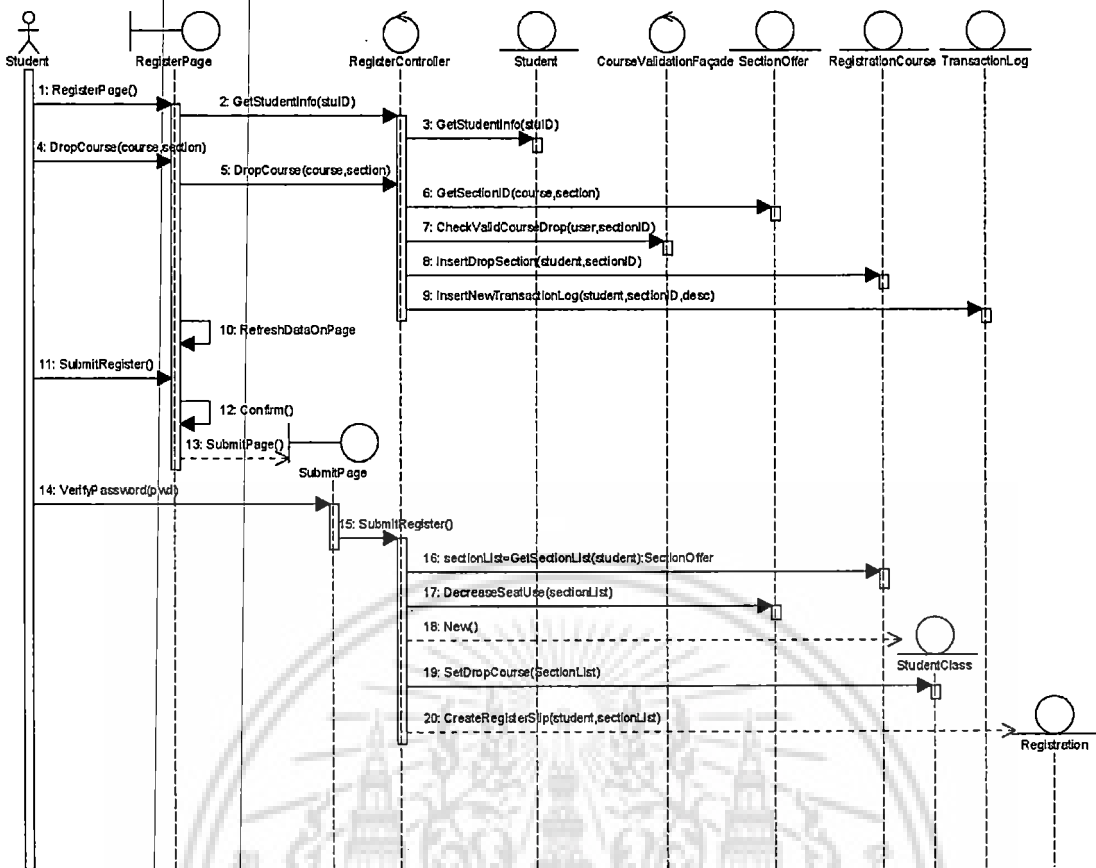 Student
RegisterPage
RegisterController
Student
CourseValidationFaçade
SectionOffer
RegistrationCourse
TransactionLog
1: RegisterPage()
2: GetStudentInfo(stuID)
3: GetStudentInfo(stuID)
4: DropCourse(course,section)
5: DropCourse(course,section)
6: GetSectionID(course,section)
7: CheckValidCourseDrop(user,sectionID)
8: InsertDropSection(student,sectionID)
9: InsertNewTransactionLog(student,sectionID,desc)
10: RefreshDataOnPage
11: SubmitRegister()
12: Confirm()
13: SubmitPage()
SubmitPage
14: VerifyPassword(pwd)
15: SubmitRegister()
16: sectionList=GetSectionList(student):SectionOffer
17: DecreaseSeatUse(sectionList)
18: New()
StudentClass
19: SetDropCourse(SectionList)
20: CreateRegisterSlip(student,sectionList)
Registration